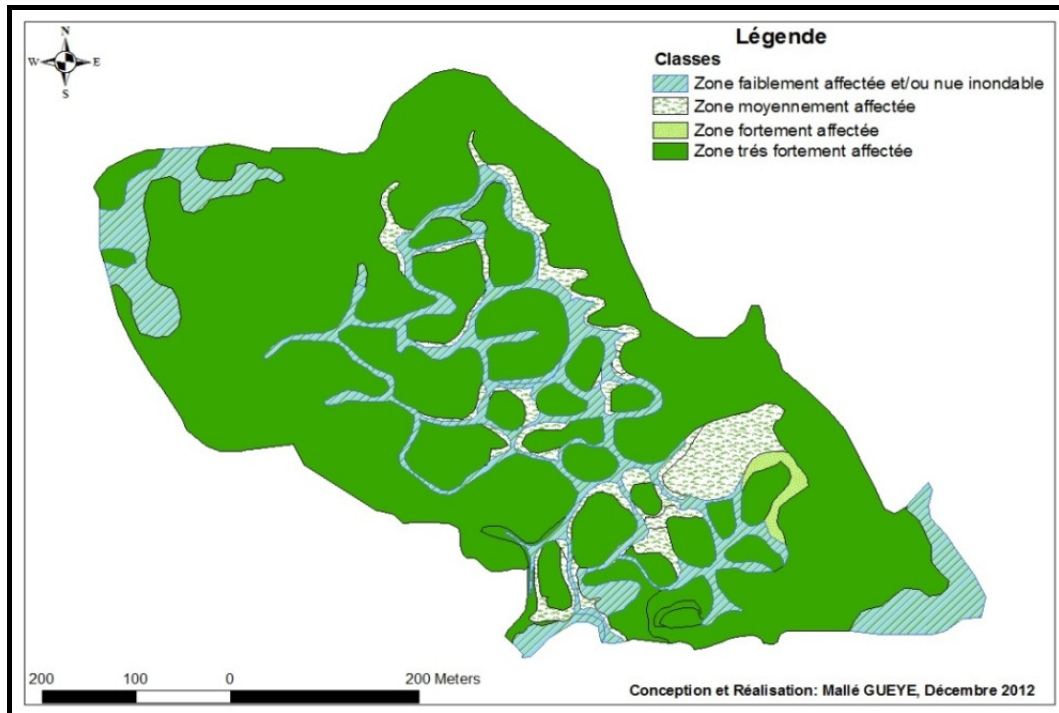 N
W E
S
Légende
Classes
Zone faiblement affectée et/ou nue inondable
Zone moyennement affectée
Zone fortement affectée
Zone trés fortement affectée
200 100 0 200 Meters
Conception et Réalisation: Mallé GUEYE, Décembre 2012